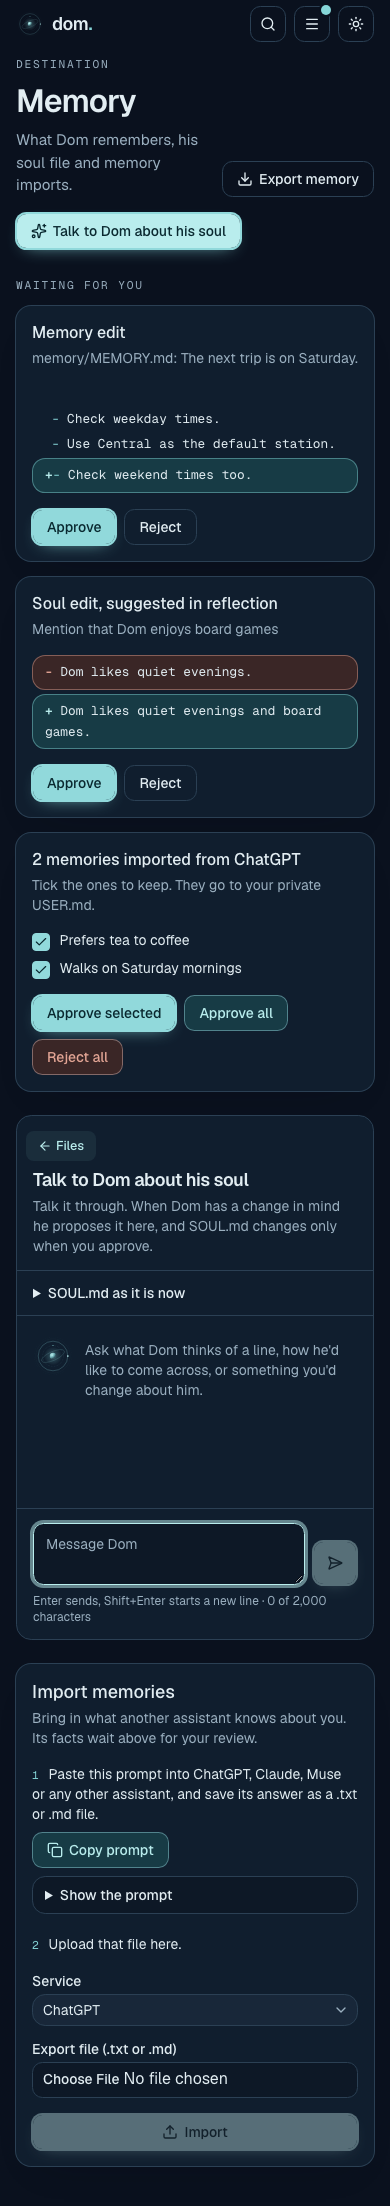 dom.
DESTINATION
Memory
What Dom remembers, his
soul file and memory
imports.
Export memory
Talk to Dom about his soul
WAITING FOR YOU
Memory edit
memory/MEMORY.md: The next trip is on Saturday.
- Check weekday times.
- Use Central as the default station.
+- Check weekend times too.
Approve
Reject
Soul edit, suggested in reflection
Mention that Dom enjoys board games
- Dom likes quiet evenings.
+ Dom likes quiet evenings and board
games.
Approve
Reject
2 memories imported from ChatGPT
Tick the ones to keep. They go to your private
USER.md.
Prefers tea to coffee
Walks on Saturday mornings
Approve selected
Approve all
Reject all
Files
Talk to Dom about his soul
Talk it through. When Dom has a change in mind
he proposes it here, and SOUL.md changes only
when you approve.
SOUL.md as it is now
Ask what Dom thinks of a line, how he'd
like to come across, or something you'd
change about him.
Message Dom
Enter sends, Shift+Enter starts a new line · 0 of 2,000
characters
Import memories
Bring in what another assistant knows about you.
Its facts wait above for your review.
1 Paste this prompt into ChatGPT, Claude, Muse
or any other assistant, and save its answer as a .txt
or .md file.
Copy prompt
Show the prompt
2 Upload that file here.
Service
ChatGPT
Export file (.txt or .md)
Choose File No file chosen
Import